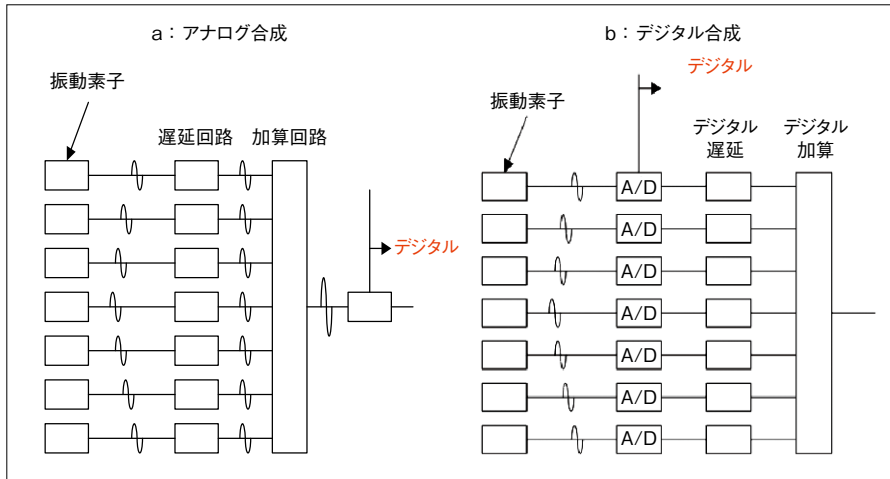 a：アナログ合成
振動素子
遅延回路
加算回路
デジタル
b：デジタル合成
デジタル
振動素子
デジタル
遅延
デジタル
加算
A/D
A/D
A/D
A/D
A/D
A/D
A/D